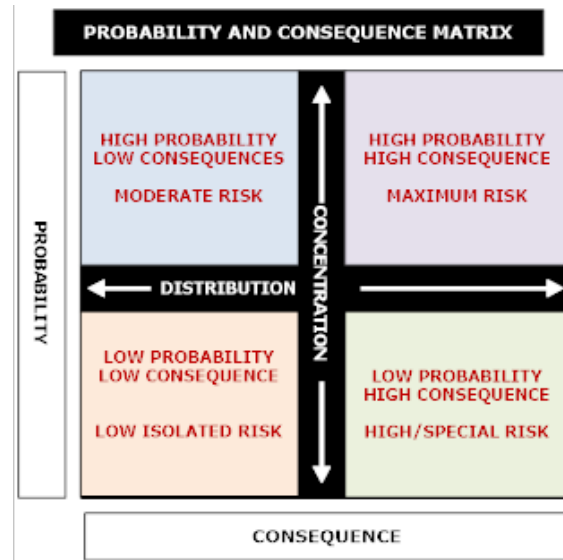 PROBABILITY AND CONSEQUENCE MATRIX
PROBABILITY
HIGH PROBABILITY
LOW CONSEQUENCES
MODERATE RISK
HIGH PROBABILITY
HIGH CONSEQUENCE
MAXIMUM RISK
CONCENTRATION
DISTRIBUTION
LOW PROBABILITY
LOW CONSEQUENCE
LOW ISOLATED RISK
LOW PROBABILITY
HIGH CONSEQUENCE
HIGH/SPECIAL RISK
CONSEQUENCE